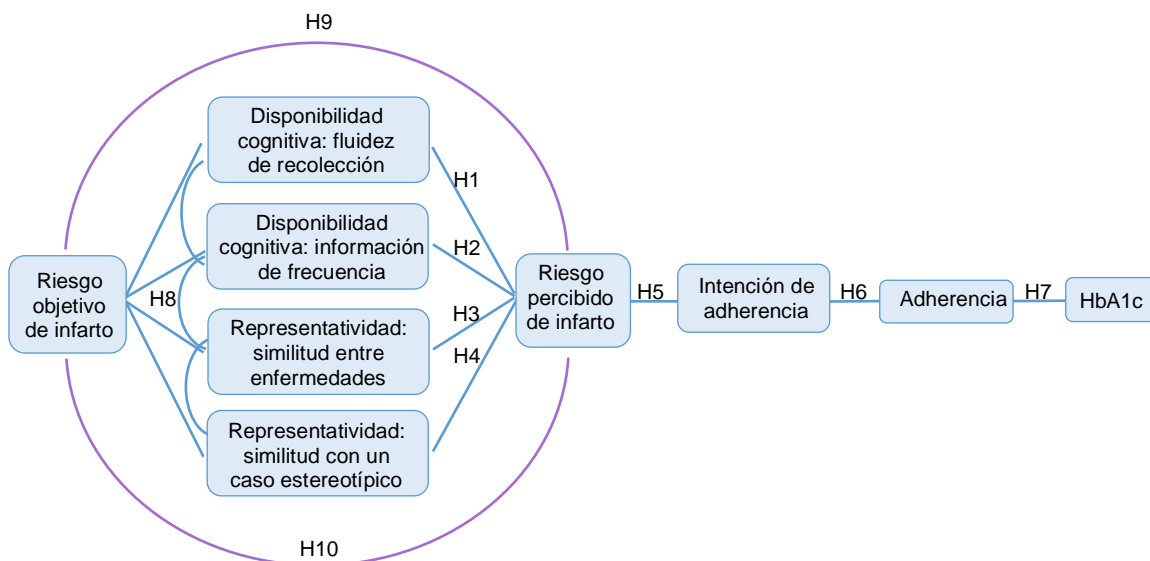 H9
Disponibilidad
cognitiva: fluidez
de recolección
H1
Disponibilidad
cognitiva: información
de frecuencia
H2
Riesgo
objetivo
de infarto
H8
Riesgo
percibido
de infarto
H5
Intención de
adherencia
H6
Adherencia
H7
HbA1c
H3
Representatividad:
similitud entre
enfermedades
H4
Representatividad:
similitud con un
caso estereotípico
H10